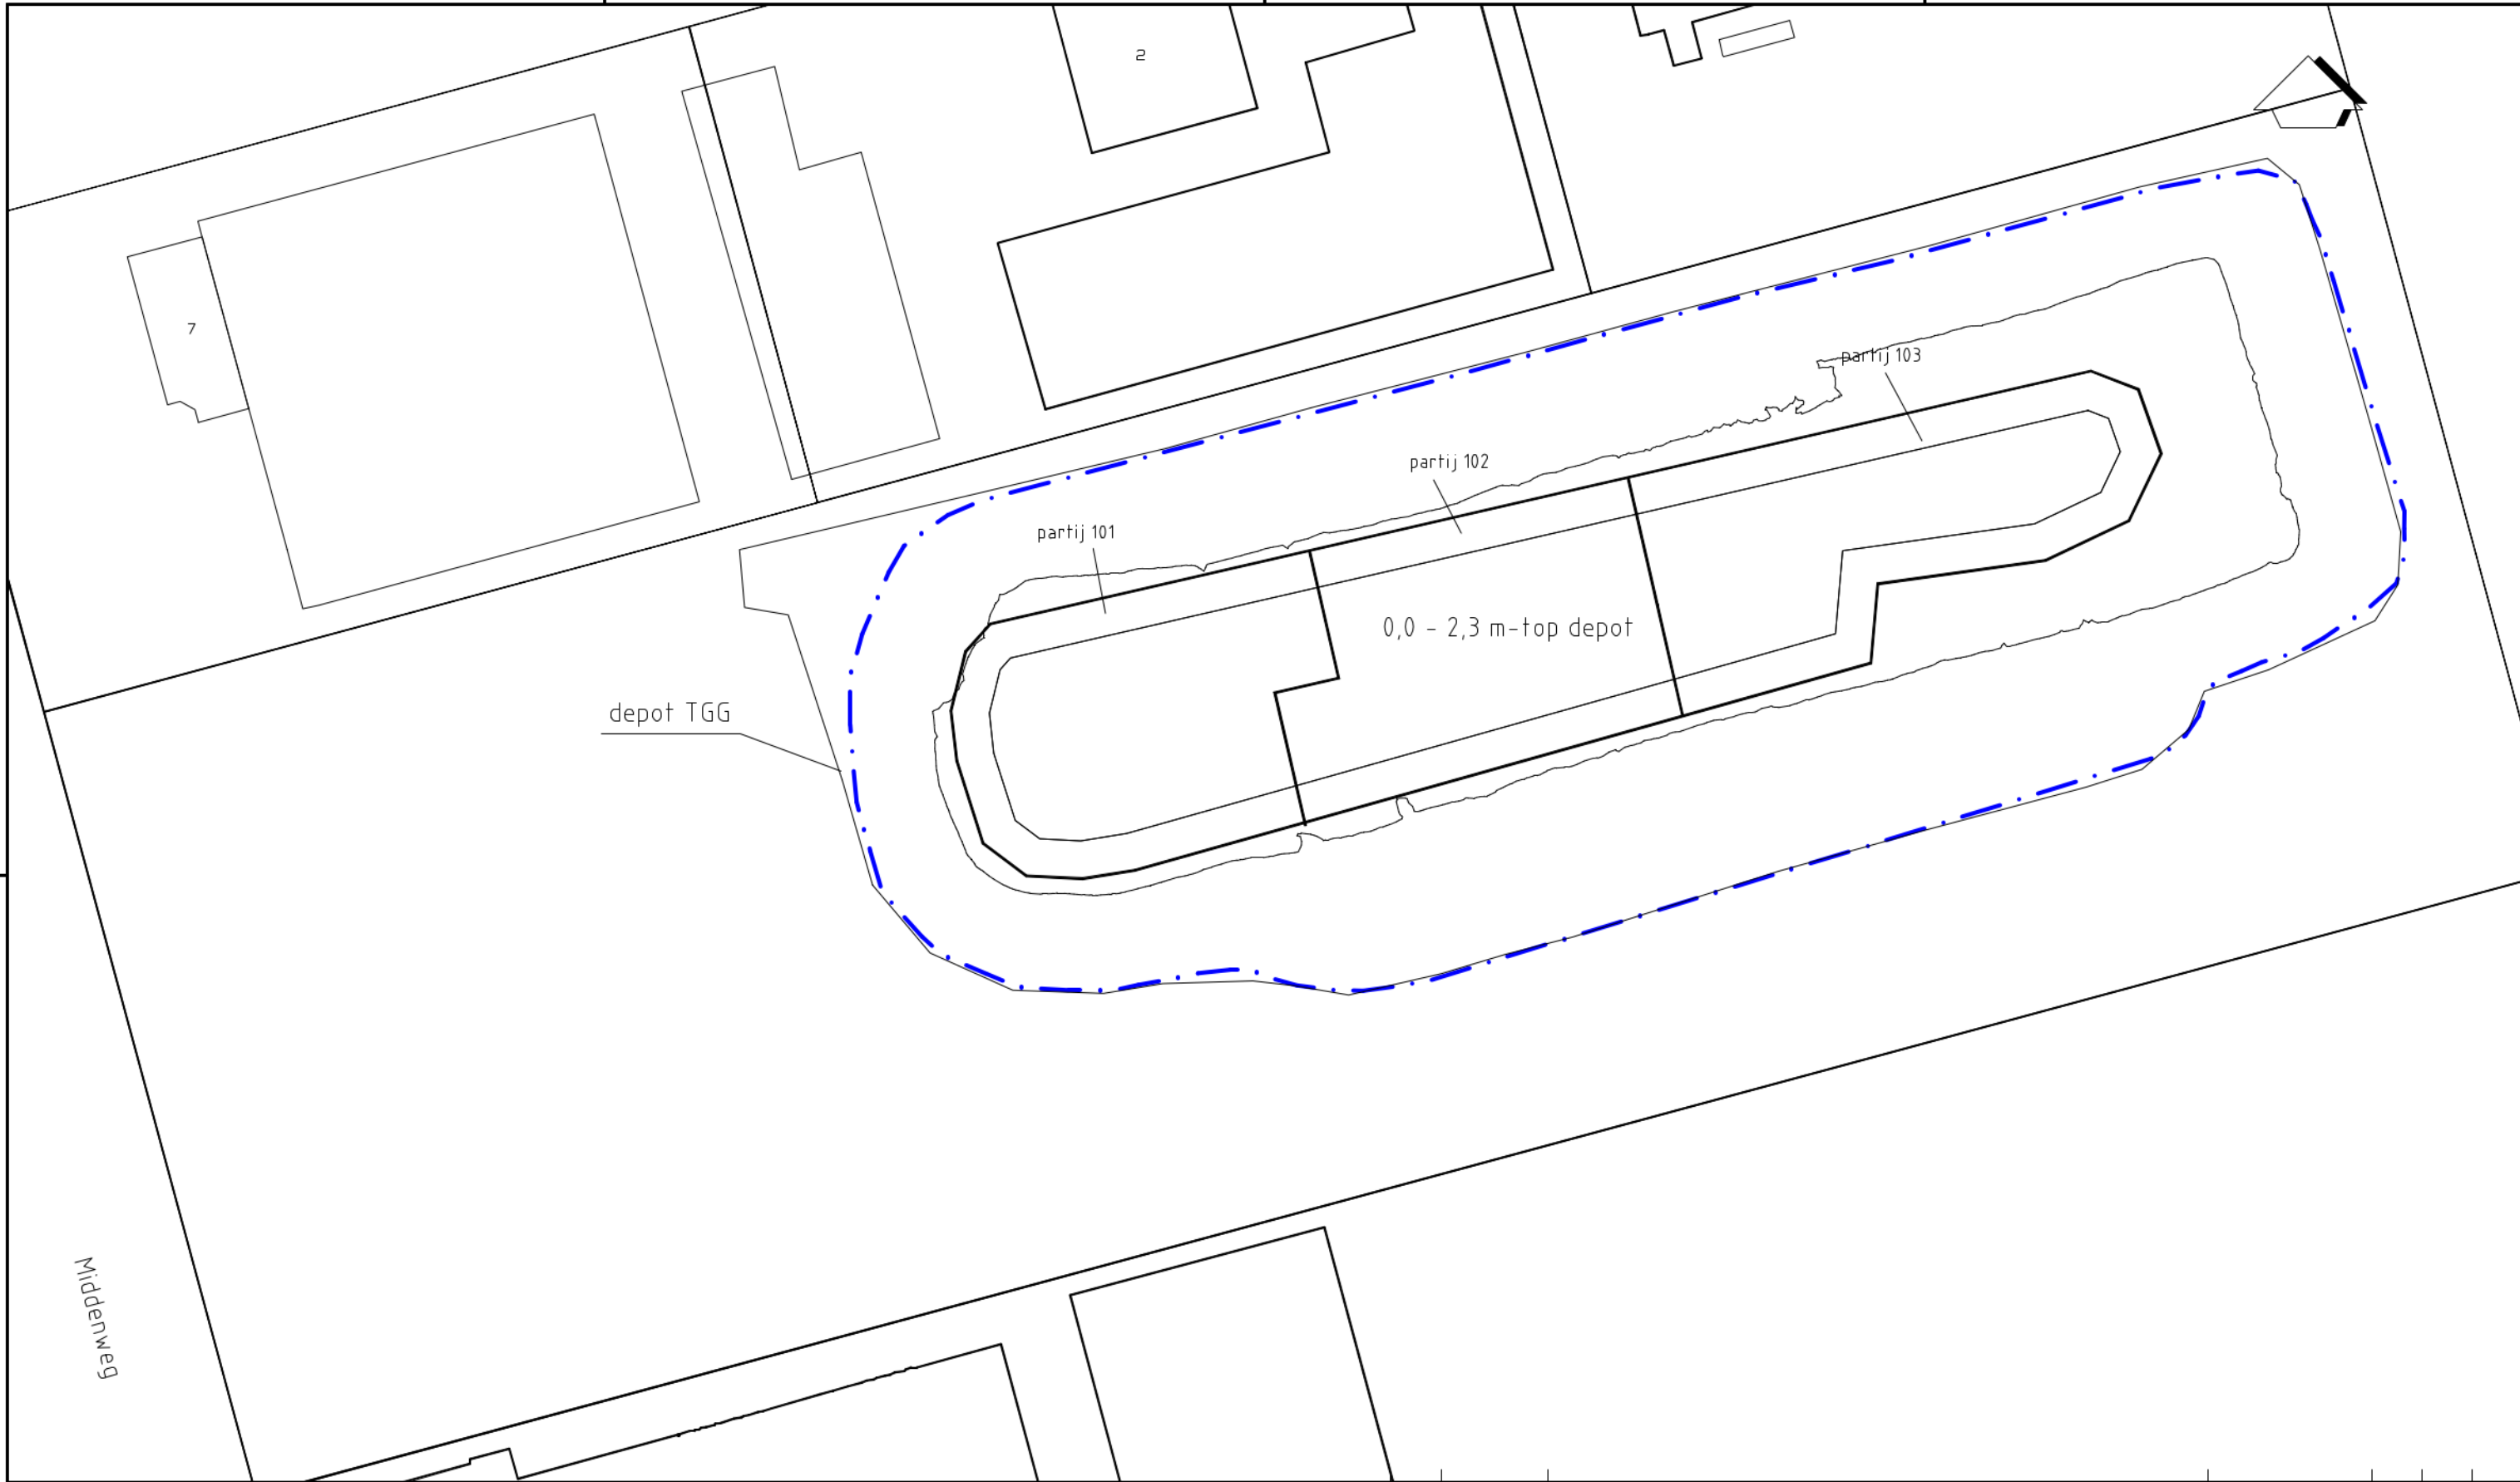 2
7
partij 103
partij 102
partij 101
0,0 - 2,3 m-top depot
depot TGG
Middenweg